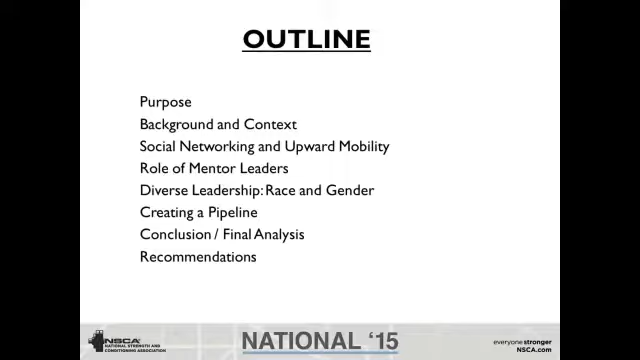 OUTLINE
Purpose
Background and Context
Social Networking and Upward Mobility
Role of Mentor Leaders
Diverse Leadership: Race and Gender
Creating a Pipeline
Conclusion / Final Analysis
Recommendations
NSCA
NATIONAL STRENGTH AND
CONDITIONING ASSOCIATION
NATIONAL ‘15
everyone stronger
NSCA.com